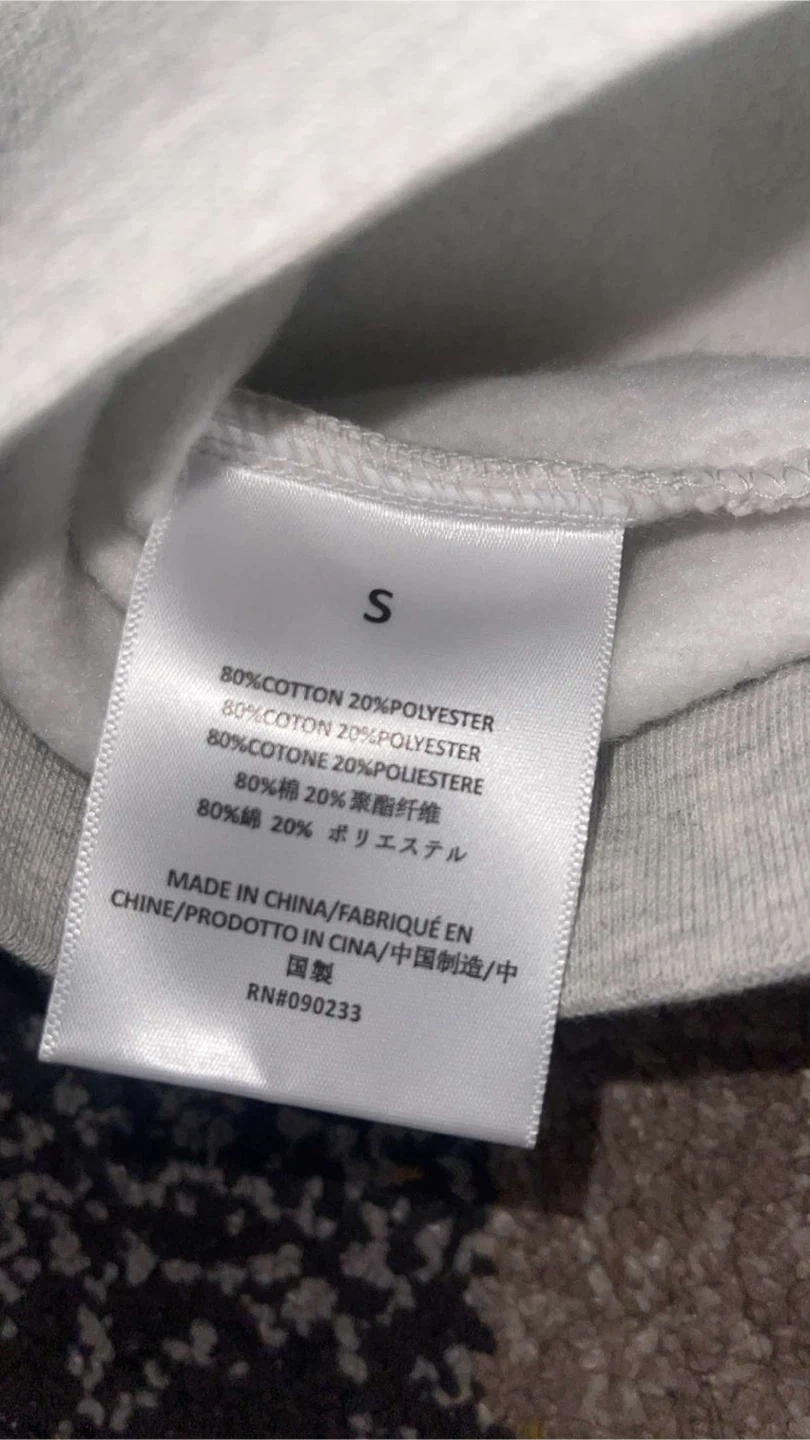 S
80%COTTON 20%POLYESTER
80%COTON 20%POLYESTER
80%COTONE 20%POLIESTERE
80%棉 20%聚酯纤维
80%綿 20% ポリエステル
MADE IN CHINA/FABRIQUÉ EN
CHINE/PRODOTTO IN CINA/中国制造/中
国製
RN#090233